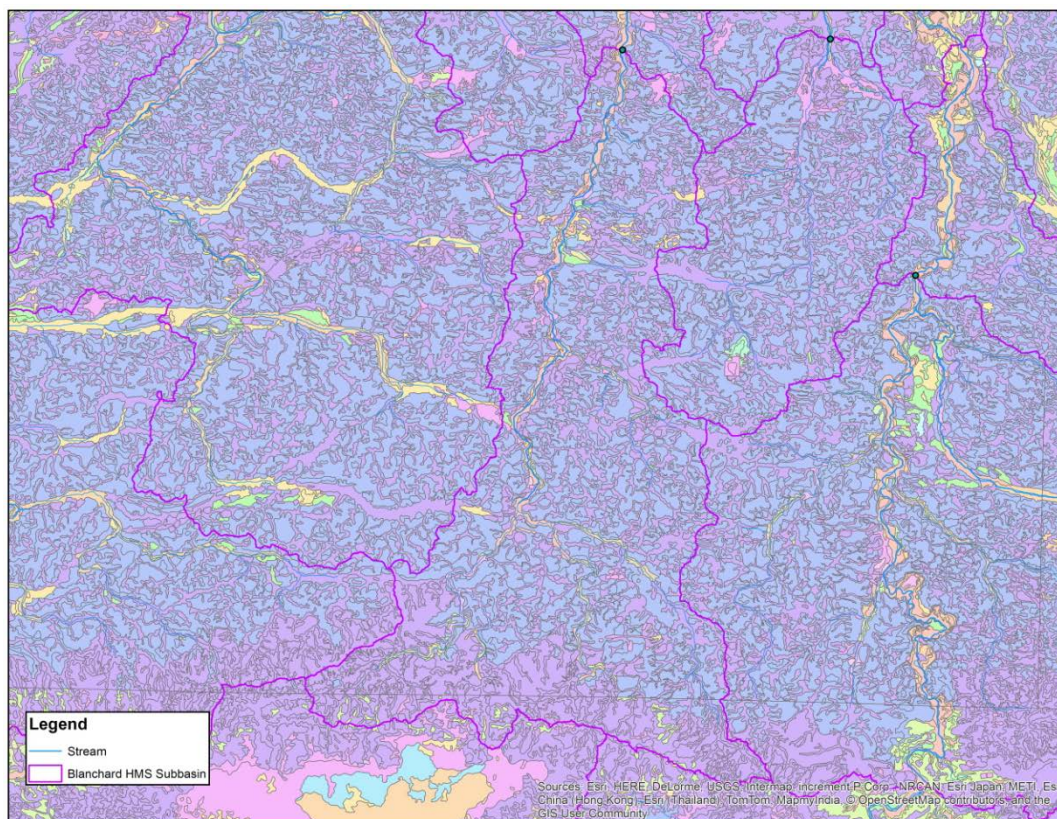 Legend
Stream
Blanchard HMS Subbasin
Sources: Esri, HERE, DeLorme, USGS, Intermap, increment P Corp., NRCAN, Esri Japan, METI, Es
China (Hong Kong), Esri (Thailand), TomTom, MapmyIndia, © OpenStreetMap contributors, and the
GIS User Community